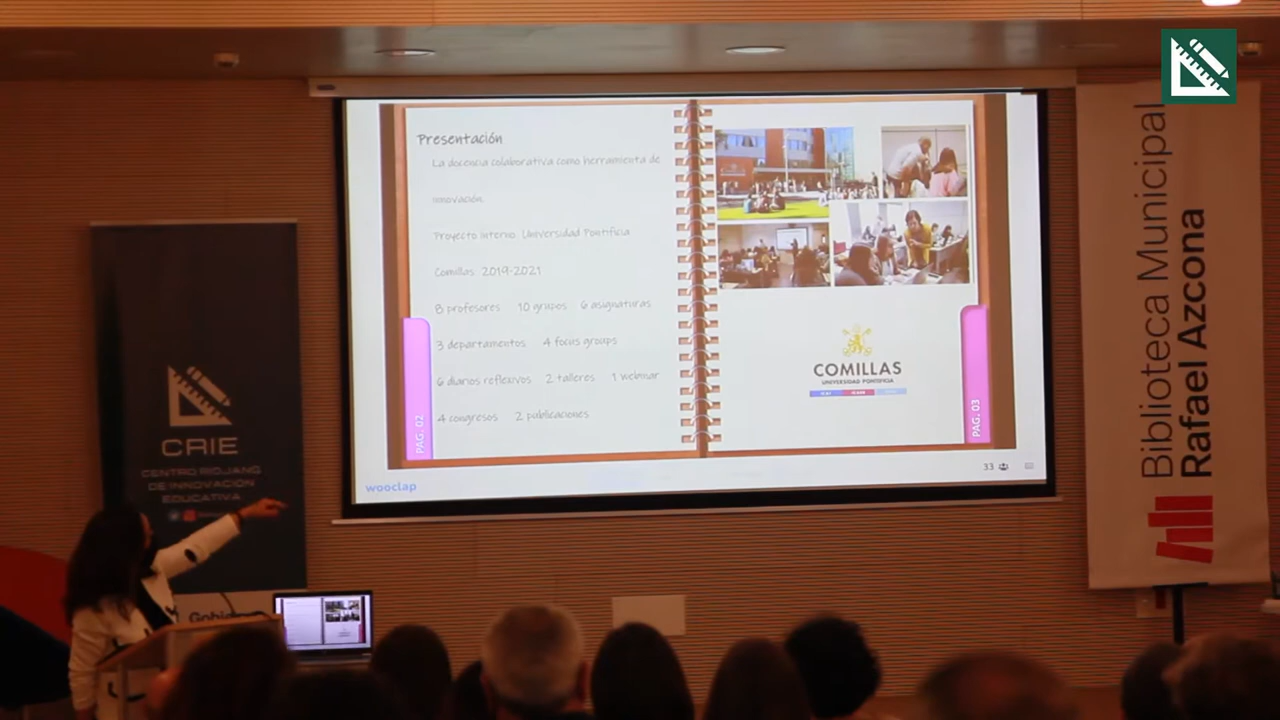 Presentación
La docencia colaborativa como herramienta de
innovación
Proyecto interno Universidad Pontificia
Comillas 2019-2021
8 profesores 10 grupos 6 asignaturas
3 departamentos 4 focus groups
6 diarios reflexivos 2 talleres 1 webinar
4 congresos 2 publicaciones
PAG. 02
COMILLAS
UNIVERSIDAD PONTIFICIA
PAG. 03
33
wooclap
CRIE
CENTRO RIOJANO
DE INNOVACIÓN
EDUCATIVA
Biblioteca Municipal
Rafael Azcona